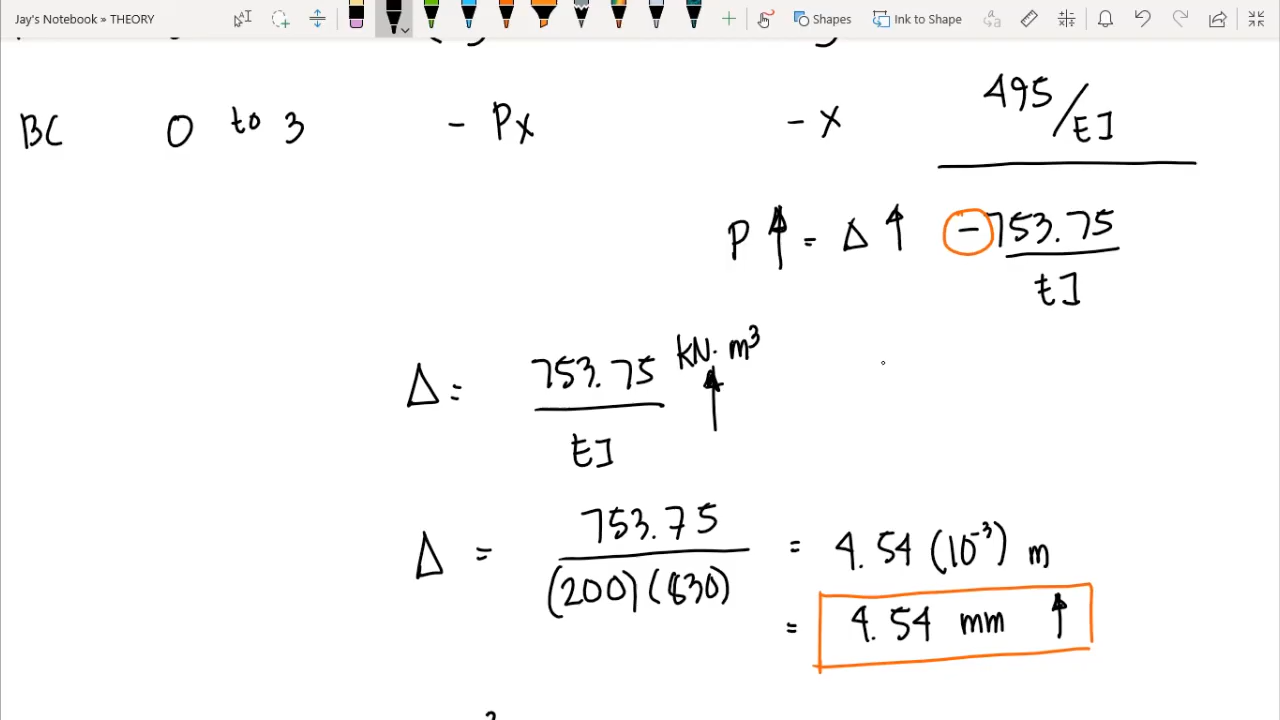 Jay's Notebook » THEORY
Shapes
Ink to Shape
BC 0 to 3 - Px - x 495/EI
P ↑ = Δ ↑ -753.75/EI
Δ = 753.75/EI kN·m³ ↑
Δ = 753.75/(200)(830) = 4.54 (10⁻³) m
= 4.54 mm ↑